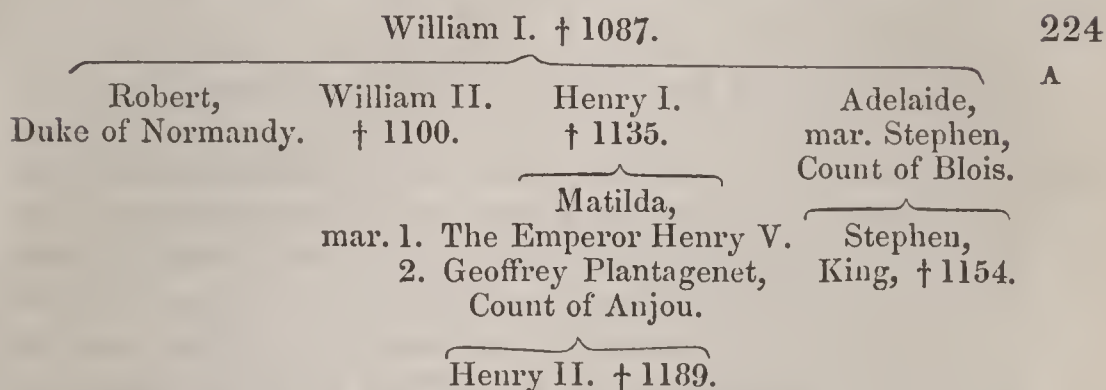 William I. † 1087.
224
A
Robert,
Duke of Normandy.
William II.
† 1100.
Henry I.
† 1135.
Adelaide,
mar. Stephen,
Count of Blois.
Matilda,
mar. 1. The Emperor Henry V.
2. Geoffrey Plantagenet,
Count of Anjou.
Stephen,
King, † 1154.
Henry II. † 1189.